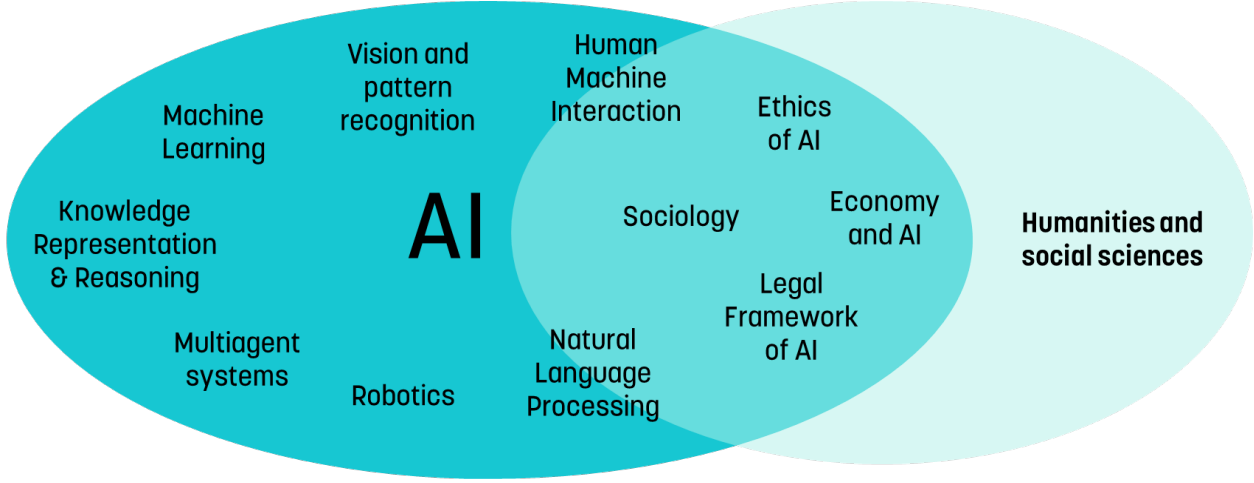 Vision and
pattern
recognition
Human
Machine
Interaction
Machine
Learning
Ethics
of AI
Knowledge
Representation
& Reasoning
AI
Sociology
Economy
and AI
Humanities and
social sciences
Legal
Framework
of AI
Multiagent
systems
Robotics
Natural
Language
Processing